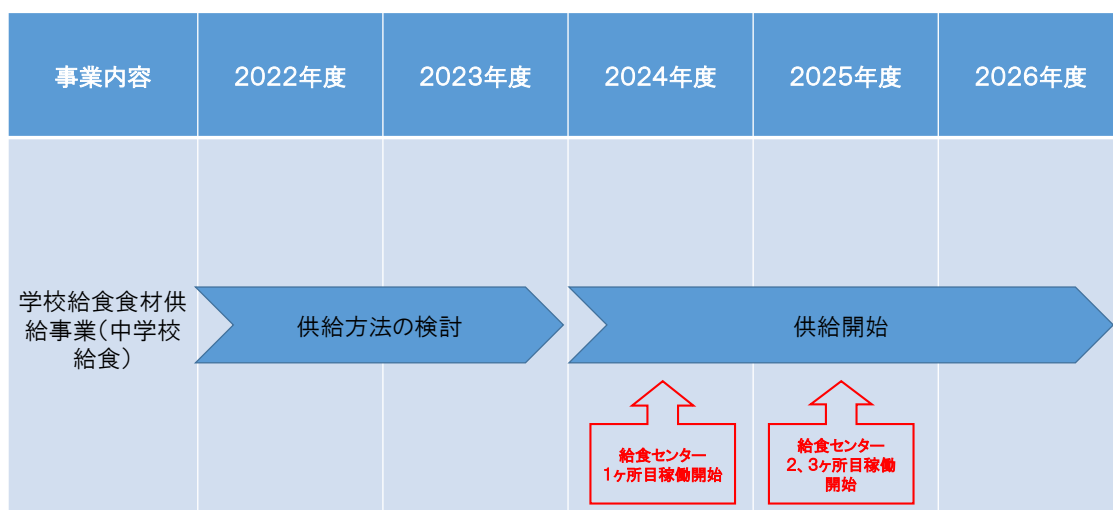 事業内容
2022年度
2023年度
2024年度
2025年度
2026年度
学校給食食材供
給事業(中学校
給食)
供給方法の検討
供給開始
給食センター
1ヶ所目稼働開始
給食センター
2、3ヶ所目稼働
開始